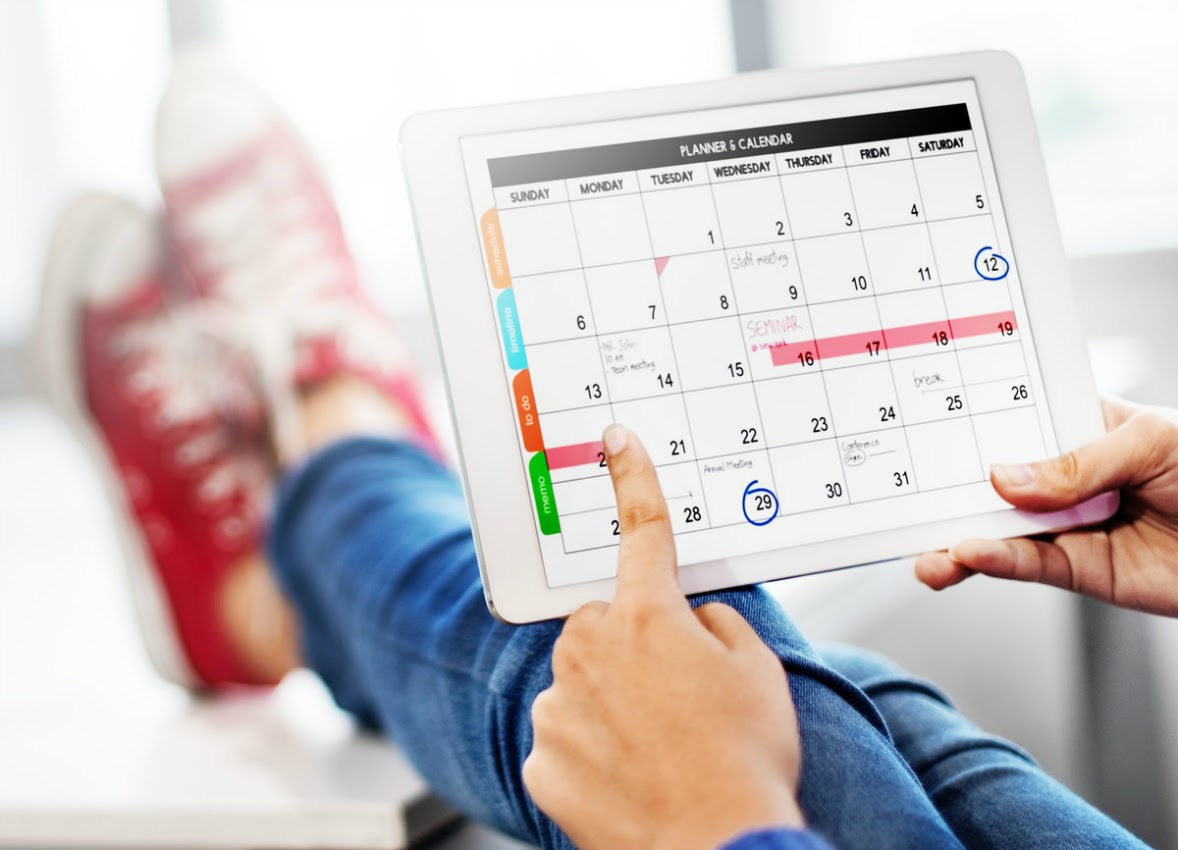 PLANNER & CALENDAR
SUNDAY MONDAY TUESDAY WEDNESDAY THURSDAY FRIDAY SATURDAY
schedule
timeline
to do
memo
1 2 3 4 5
Staff meeting
6 7 8 9 10 11 12
MR. John
10 AM
- Team meeting
SEMINAR
13 14 15 16 17 18 19
break
2 21 22 23 24 25 26
Annual Meeting
Conference
2 28 29 30 31